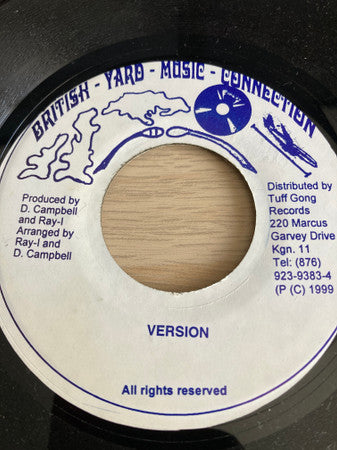 BRITISH - YARD - MUSIC - CONNECTION
Produced by
D. Campbell
and Ray-I
Arranged by
Ray-I and
D. Campbell
Distributed by
Tuff Gong
Records
220 Marcus
Garvey Drive
Kgn. 11
Tel: (876)
923-9383-4
(P (C) 1999
VERSION
All rights reserved